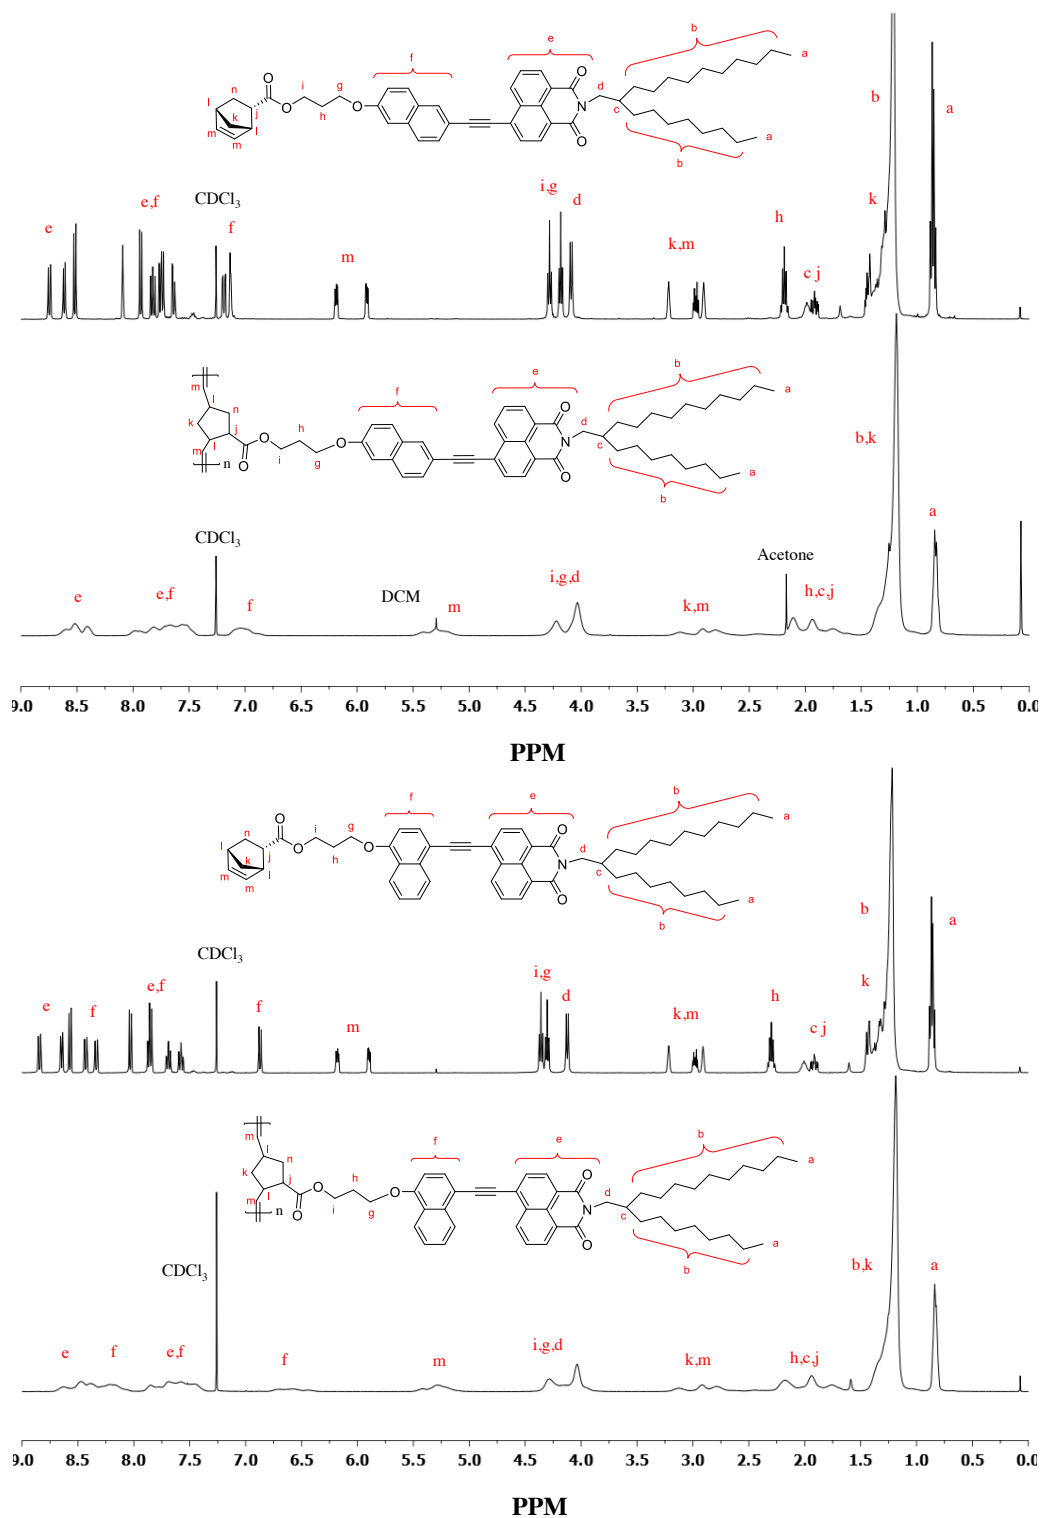 b
e
a
f
O
n
i
g
d
l
k
j
O
h
O
O
N
c
l
m
m
O
a
b
b
a
CDCl3
i,g
d
e,f
k
h
e
f
k,m
m
c j
b
m
e
a
l
f
O
n
k
h
d
j
O
O
N
c
l
m
O
i
g
O
n
a
b
b,k
a
CDCl3
Acetone
i,g,d
DCM
h,c,j
e
e,f
f
m
k,m
9.0 8.5 8.0 7.5 7.0 6.5 6.0 5.5 5.0 4.5 4.0 3.5 3.0 2.5 2.0 1.5 1.0 0.5 0.0
PPM
b
f
e
a
O
n
i
g
O
l
k
j
O
h
O
N
d
c
m
m
l
O
a
b
b
a
CDCl3
i,g
e,f
k
e
f
d
h
f
m
k,m
c j
b
m
f
e
l
a
n
k
h
O
j
O
O
N
d
c
m
l
O
i
g
n
O
a
b
CDCl3
b,k
a
i,g,d
e
f
e,f
f
m
k,m
h,c,j
9.0 8.5 8.0 7.5 7.0 6.5 6.0 5.5 5.0 4.5 4.0 3.5 3.0 2.5 2.0 1.5 1.0 0.5 0.0
PPM